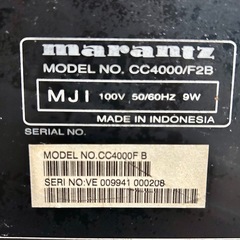 marantz
MODEL NO. CC4000/F2B
MJI 100V 50/60HZ 9W
MADE IN INDONESIA
SERIAL NO.
MODEL NO.CC4000F B
SERI NO:VE 009941 000208